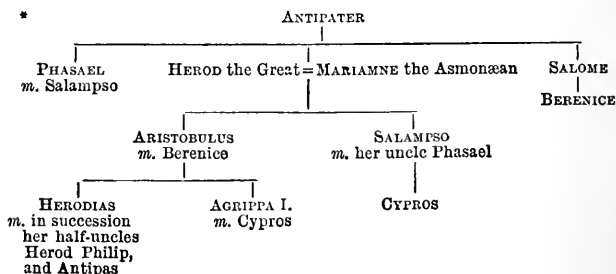 *
ANTIPATER
PHASAEL HEROD the Great = MARIAMNE the Asmonæan SALOME
m. Salampso
BERENICE
ARISTOBULUS SALAMPSO
m. Berenice m. her uncle Phasael
HERODIAS AGRIPPA I. CYPROS
m. in succession m. Cypros
her half-uncles
Herod Philip,
and Antipas